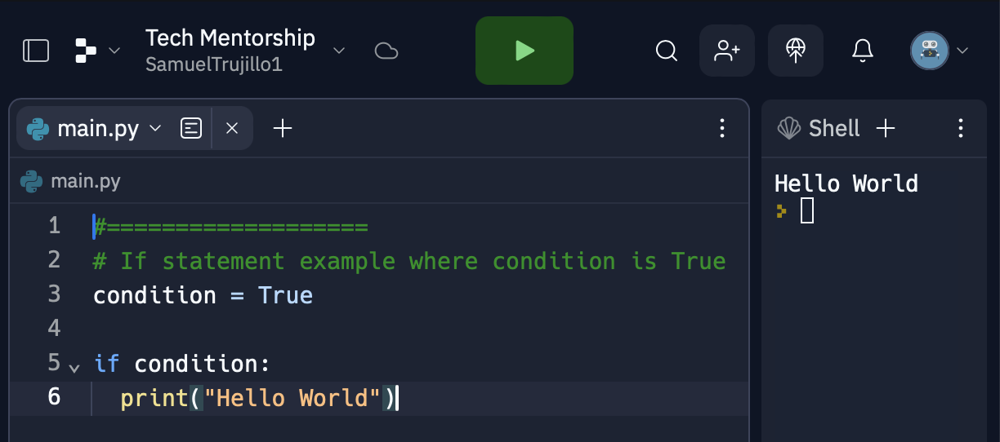 Tech Mentorship
SamuelTrujillo1
main.py
Shell
main.py
Hello World
1 #===================
2 # If statement example where condition is True
3 condition = True
4
5 if condition:
6 print("Hello World")